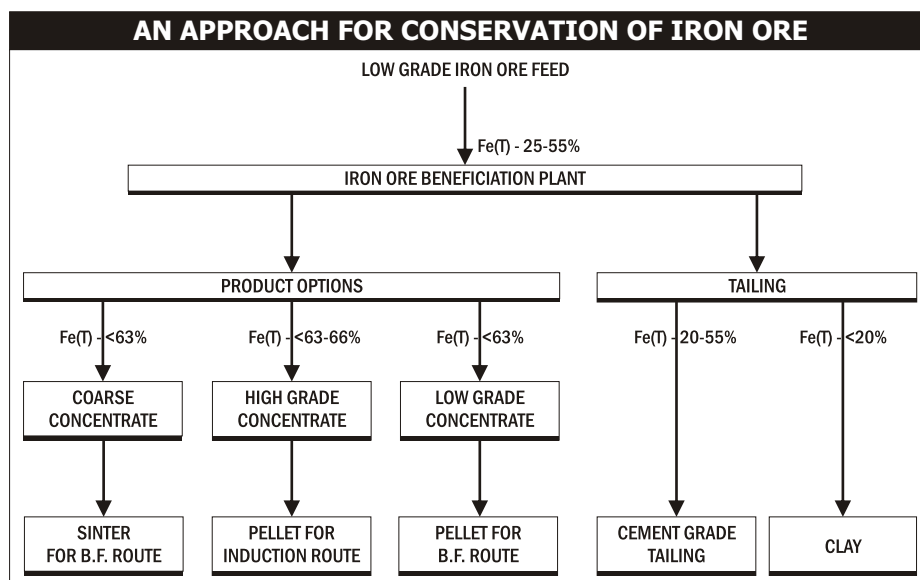 AN APPROACH FOR CONSERVATION OF IRON ORE
LOW GRADE IRON ORE FEED
Fe(T) - 25-55%
IRON ORE BENEFICIATION PLANT
PRODUCT OPTIONS
TAILING
Fe(T) - <63%
Fe(T) - <63-66%
Fe(T) - <63%
Fe(T) - 20-55%
Fe(T) - <20%
COARSE
CONCENTRATE
HIGH GRADE
CONCENTRATE
LOW GRADE
CONCENTRATE
SINTER
FOR B.F. ROUTE
PELLET FOR
INDUCTION ROUTE
PELLET FOR
B.F. ROUTE
CEMENT GRADE
TAILING
CLAY